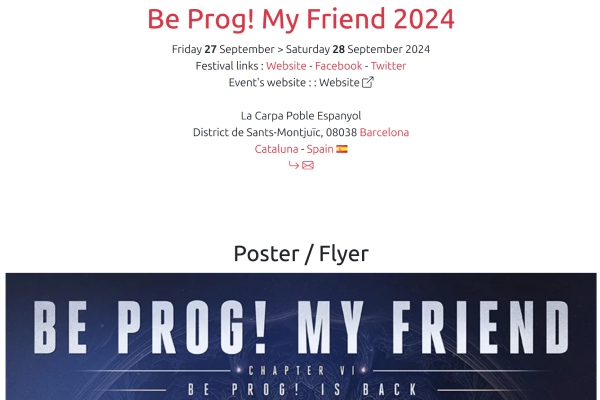 Be Prog! My Friend 2024
Friday 27 September > Saturday 28 September 2024
Festival links : Website - Facebook - Twitter
Event's website : : Website
La Carpa Poble Espanyol
District de Sants-Montjuïc, 08038 Barcelona
Cataluna - Spain
Poster / Flyer
BE PROG! MY FRIEND
CHAPTER VI
BE PROG! IS BACK